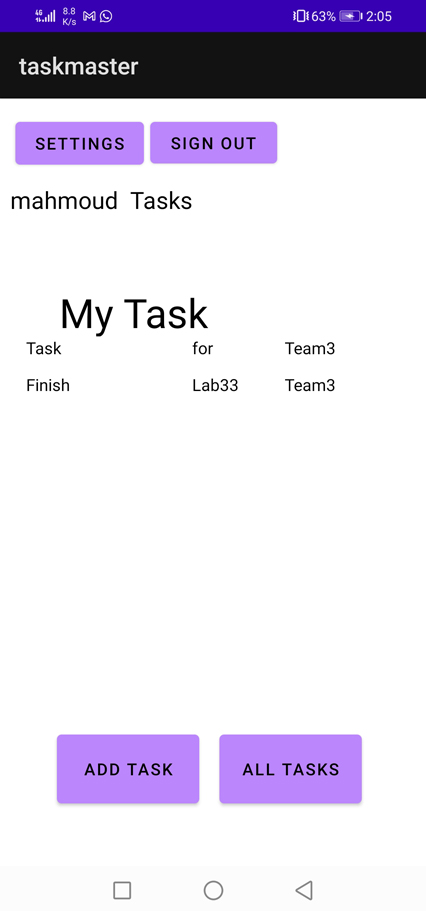 4G 8.8 K/s 63% 2:05
taskmaster
SETTINGS SIGN OUT
mahmoud Tasks
My Task
Task for Team3
Finish Lab33 Team3
ADD TASK ALL TASKS